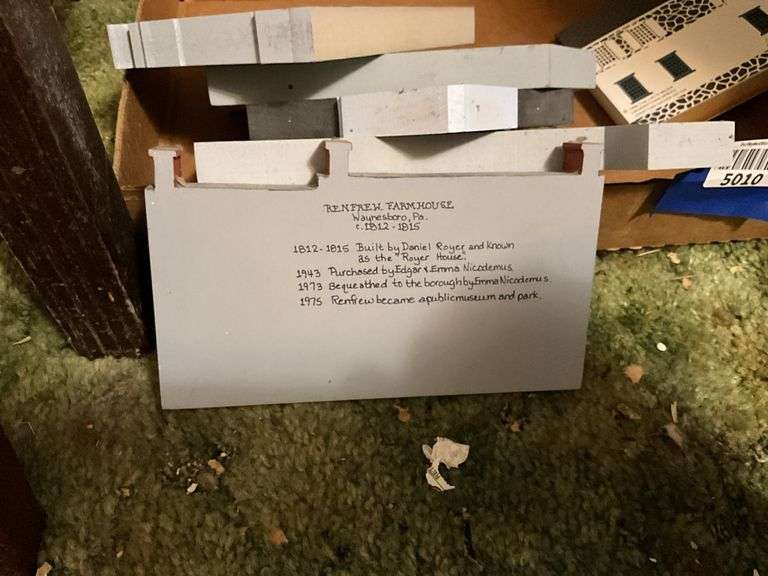 RENFREW FARMHOUSE
Waynesboro, Pa.
c.1812-1815
1812-1815 Built by Daniel Royer and Known
as the "Royer House."
1943 Purchased by Edgar & Emma Nicodemus
1973 Bequeathed to the borough by Emma Nicodemus.
1975 Renfrew became a public museum and park.
5010